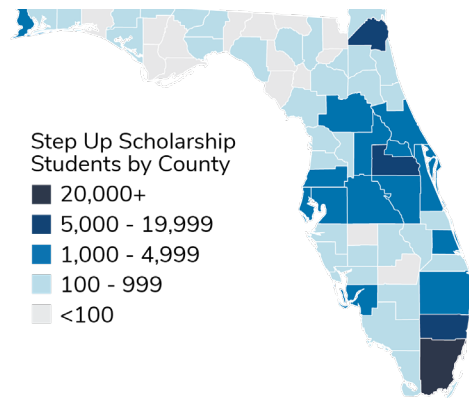 Step Up Scholarship
Students by County
20,000+
5,000 - 19,999
1,000 - 4,999
100 - 999
<100